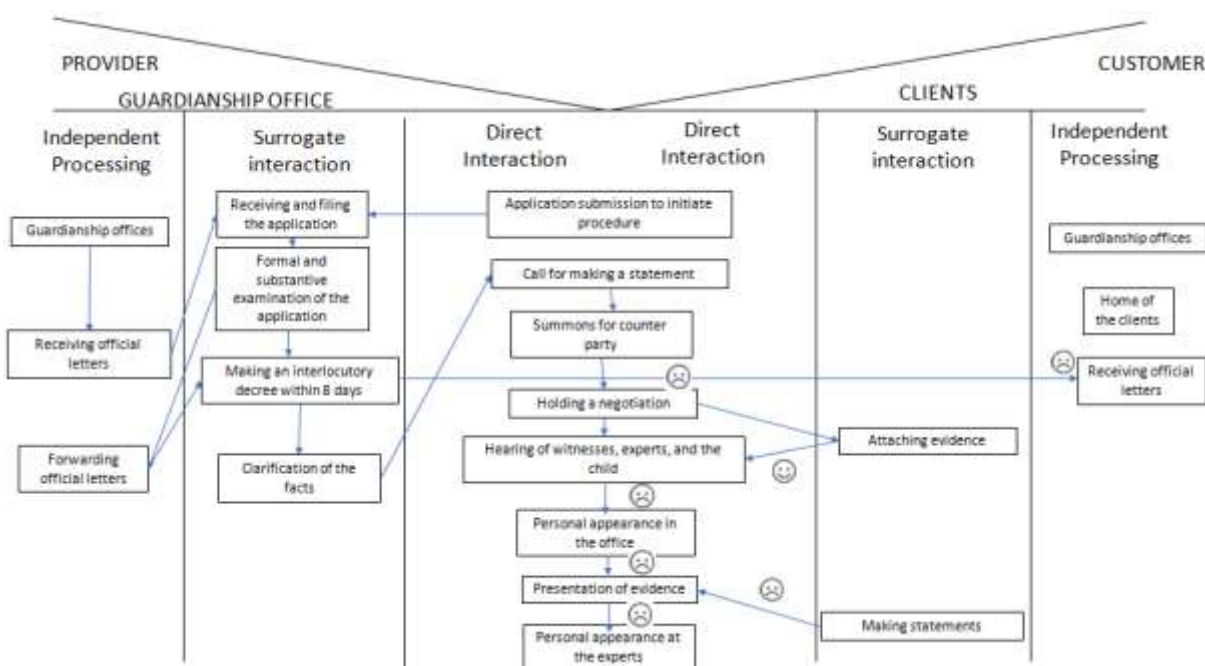 PROVIDER
CUSTOMER
GUARDIANSHIP OFFICE
CLIENTS
Independent
Processing
Surrogate
interaction
Direct
Interaction
Direct
Interaction
Surrogate
interaction
Independent
Processing
Guardianship offices
Receiving official
letters
Forwarding
official letters
Receiving and filing
the application
Formal and
substantive
examination of the
application
Making an interlocutory
decree within 8 days
Clarification of the
facts
Application submission to initiate
procedure
Call for making a statement
Summons for counter
party
Holding a negotiation
Hearing of witnesses, experts, and the
child
Personal appearance in
the office
Presentation of evidence
Personal appearance at
the experts
Attaching evidence
Making statements
Guardianship offices
Home of
the clients
Receiving official
letters